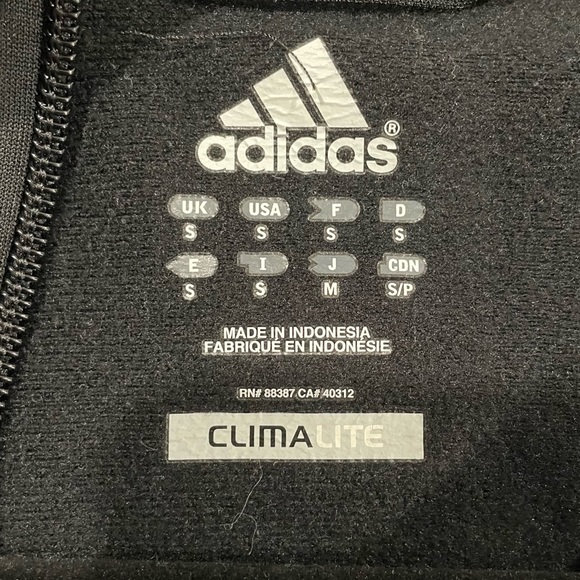 adidas®
UK USA F D
S S S S
E I J CDN
S S M S/P
MADE IN INDONESIA
FABRIQUÉ EN INDONÉSIE
RN# 88387 CA# 40312
CLIMALITE